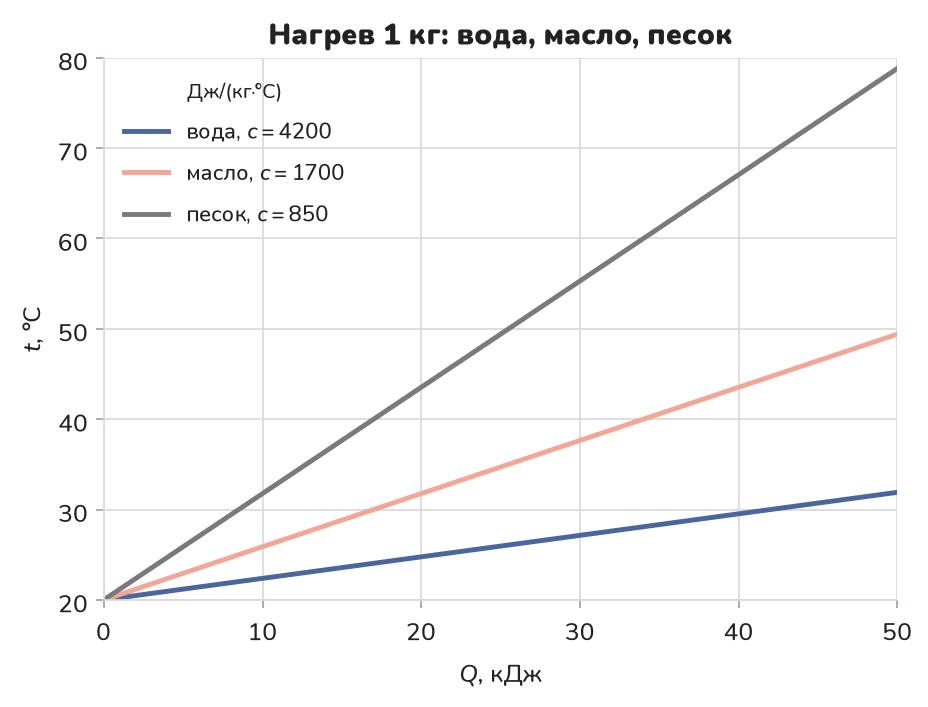 Нагрев 1 кг: вода, масло, песок
Дж/(кг·°C)
вода, c = 4200
масло, c = 1700
песок, c = 850
t, °C
80
70
60
50
40
30
20
0 10 20 30 40 50
Q, кДж